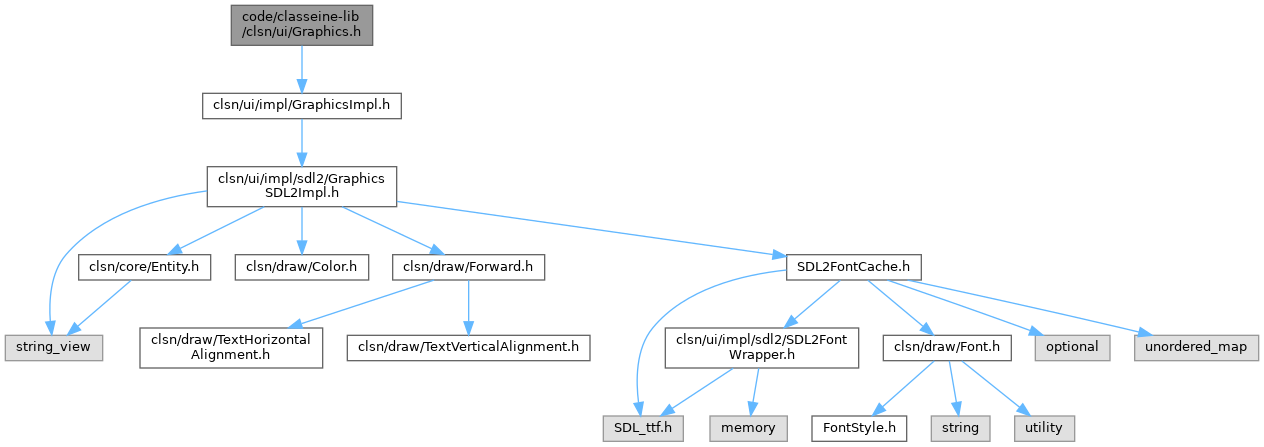 code/classeine-lib
/clsn/ui/Graphics.h
clsn/ui/impl/GraphicsImpl.h
clsn/ui/impl/sdl2/Graphics
SDL2Impl.h
clsn/core/Entity.h
clsn/draw/Color.h
clsn/draw/Forward.h
SDL2FontCache.h
string_view
clsn/draw/TextHorizontal
Alignment.h
clsn/draw/TextVerticalAlignment.h
clsn/ui/impl/sdl2/SDL2Font
Wrapper.h
clsn/draw/Font.h
optional
unordered_map
SDL_ttf.h
memory
FontStyle.h
string
utility